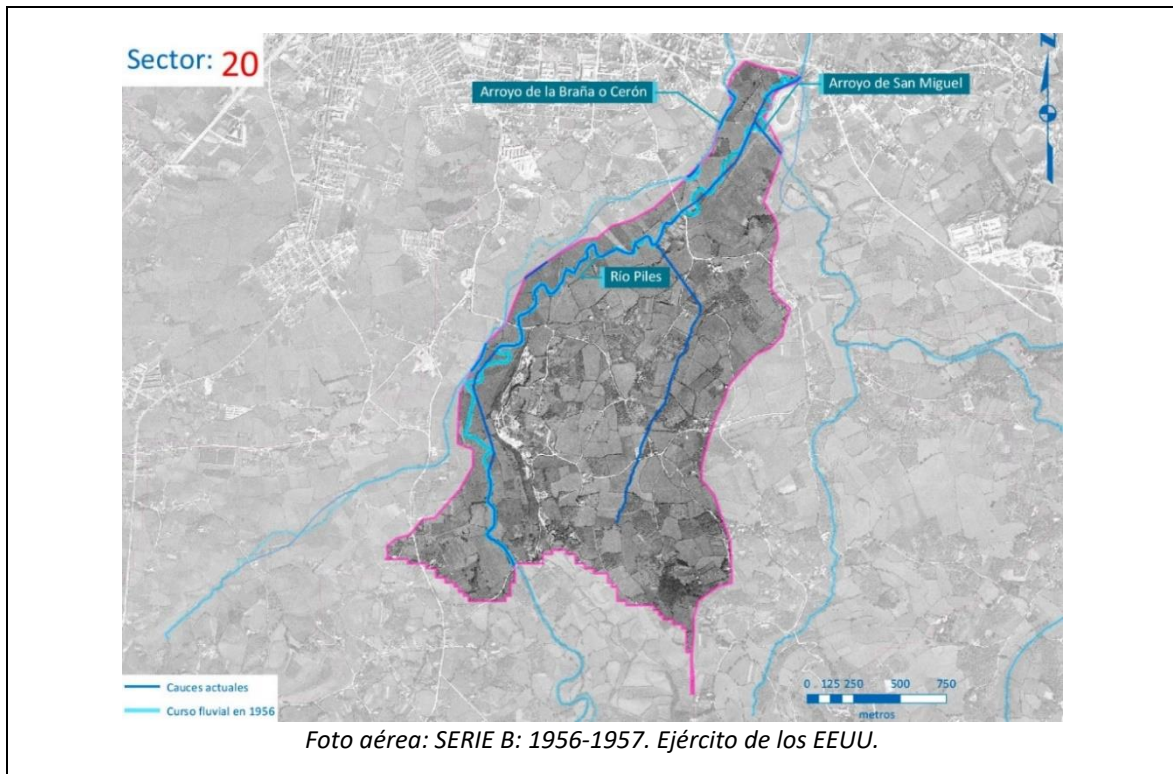 Sector: 20
N
Arroyo de la Braña o Cerón
Arroyo de San Miguel
Río Piles
Cauces actuales
Curso fluvial en 1956
0 125 250 500 750
metros
Foto aérea: SERIE B: 1956-1957. Ejército de los EEUU.